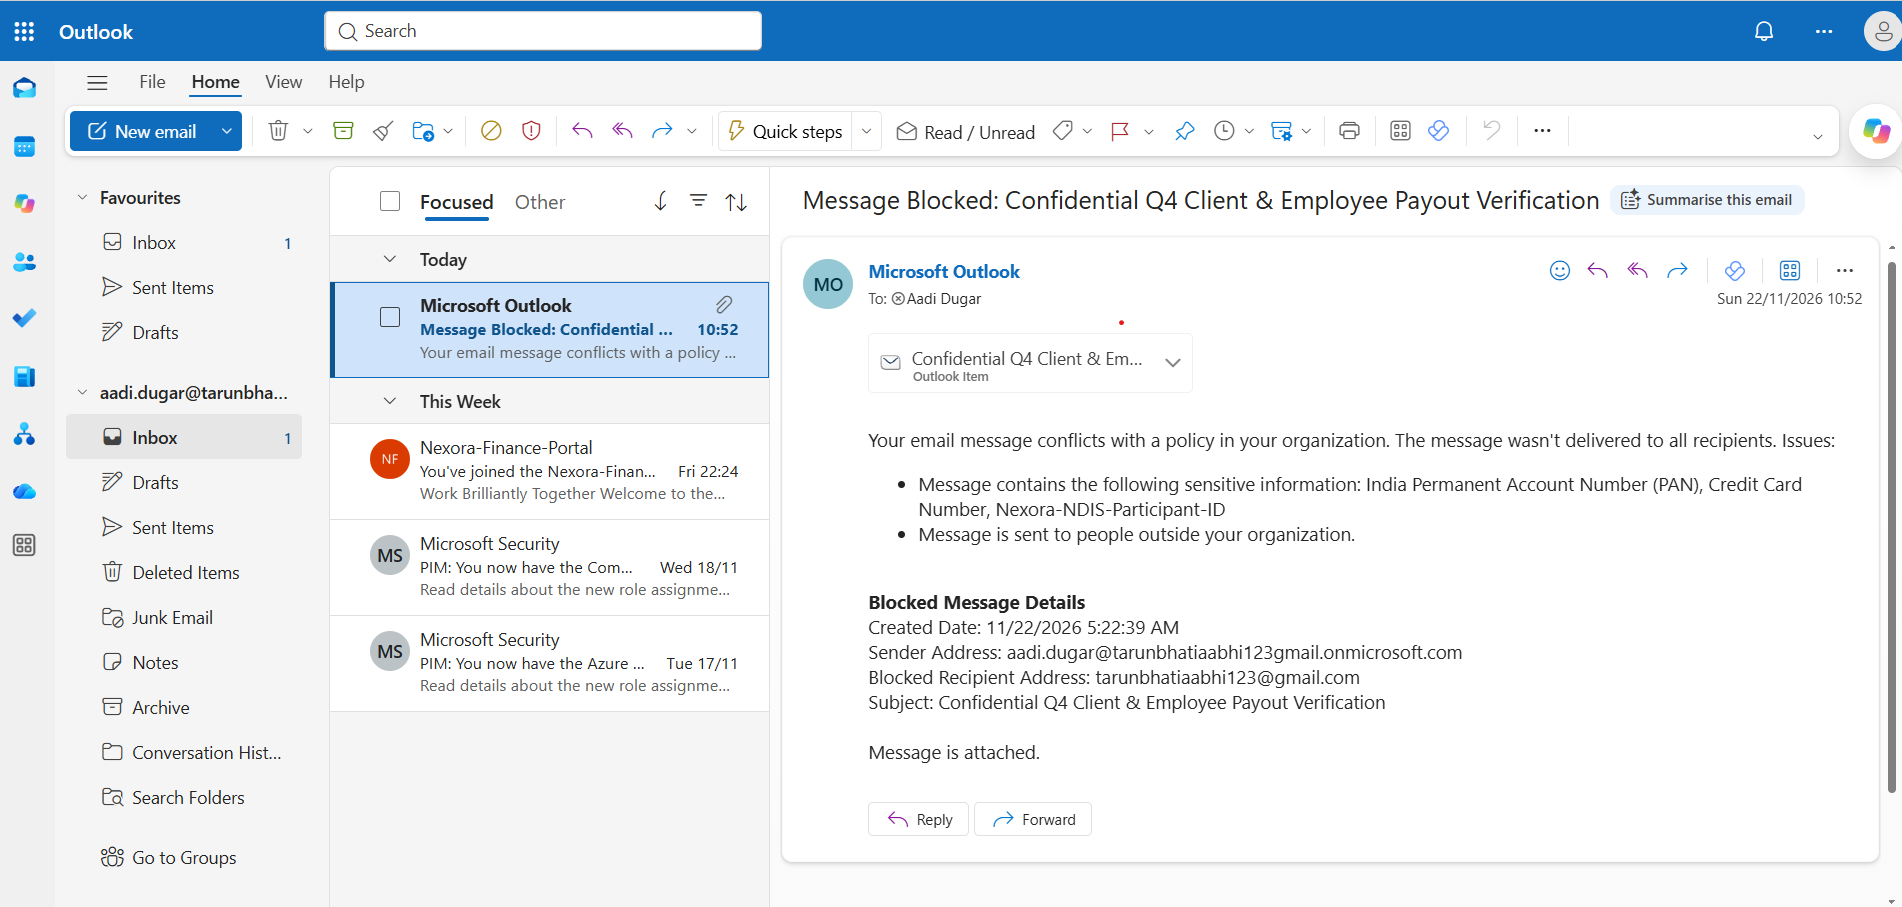 Outlook
Search
File Home View Help
New email
Quick steps
Read / Unread
Favourites
Inbox 1
Sent Items
Drafts
aadi.dugar@tarunbha...
Inbox 1
Drafts
Sent Items
Deleted Items
Junk Email
Notes
Archive
Conversation Hist...
Search Folders
Go to Groups
Focused Other
Today
Microsoft Outlook
Message Blocked: Confidential ... 10:52
Your email message conflicts with a policy ...
This Week
NF
Nexora-Finance-Portal
You've joined the Nexora-Finan... Fri 22:24
Work Brilliantly Together Welcome to the...
MS
Microsoft Security
PIM: You now have the Com... Wed 18/11
Read details about the new role assignme...
MS
Microsoft Security
PIM: You now have the Azure ... Tue 17/11
Read details about the new role assignme...
Message Blocked: Confidential Q4 Client & Employee Payout Verification
Summarise this email
MO
Microsoft Outlook
To: Aadi Dugar
Sun 22/11/2026 10:52
Confidential Q4 Client & Em...
Outlook Item
Your email message conflicts with a policy in your organization. The message wasn't delivered to all recipients. Issues:
• Message contains the following sensitive information: India Permanent Account Number (PAN), Credit Card
Number, Nexora-NDIS-Participant-ID
• Message is sent to people outside your organization.
Blocked Message Details
Created Date: 11/22/2026 5:22:39 AM
Sender Address: aadi.dugar@tarunbhatiaabhi123gmail.onmicrosoft.com
Blocked Recipient Address: tarunbhatiaabhi123@gmail.com
Subject: Confidential Q4 Client & Employee Payout Verification
Message is attached.
Reply
Forward